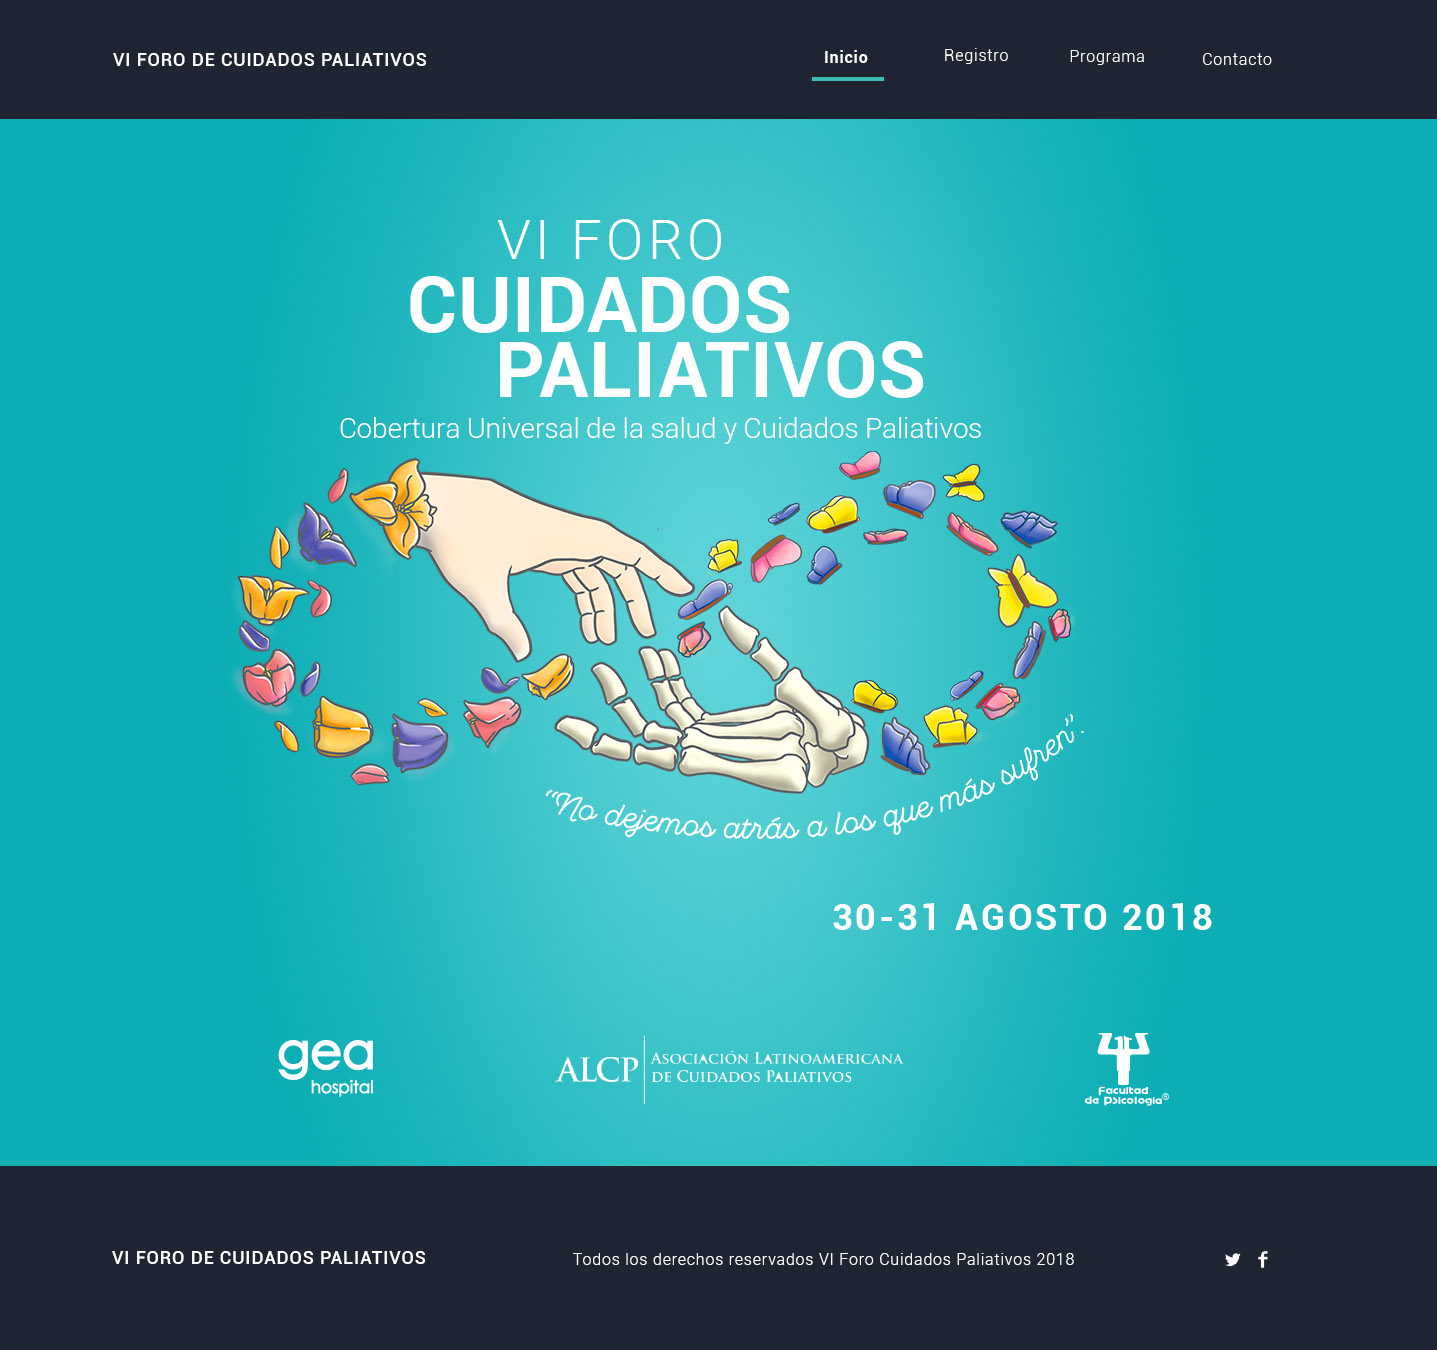 VI FORO DE CUIDADOS PALIATIVOS
Inicio
Registro
Programa
Contacto
VI FORO
CUIDADOS
PALIATIVOS
Cobertura Universal de la salud y Cuidados Paliativos
“No dejemos atrás a los que más sufren”.
30-31 AGOSTO 2018
gea
hospital
ALCP
ASOCIACIÓN LATINOAMERICANA
DE CUIDADOS PALIATIVOS
Facultad
de Psicología®
VI FORO DE CUIDADOS PALIATIVOS
Todos los derechos reservados VI Foro Cuidados Paliativos 2018